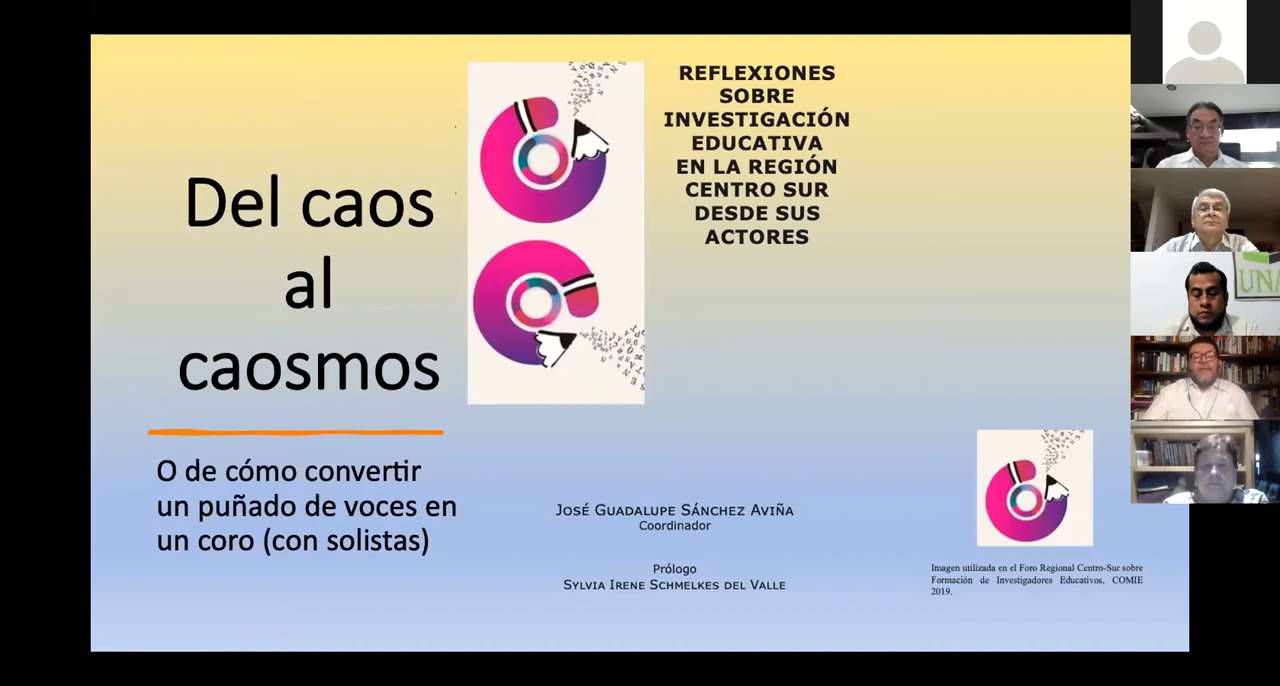 Del caos
al
caosmos
O de cómo convertir
un puñado de voces en
un coro (con solistas)
REFLEXIONES
SOBRE
INVESTIGACIÓN
EDUCATIVA
EN LA REGIÓN
CENTRO SUR
DESDE SUS
ACTORES
JOSÉ GUADALUPE SÁNCHEZ AVIÑA
Coordinador
Prólogo
SYLVIA IRENE SCHMELKES DEL VALLE
Imagen utilizada en el Foro Regional Centro-Sur sobre
Formación de Investigadores Educativos, COMIE
2019.